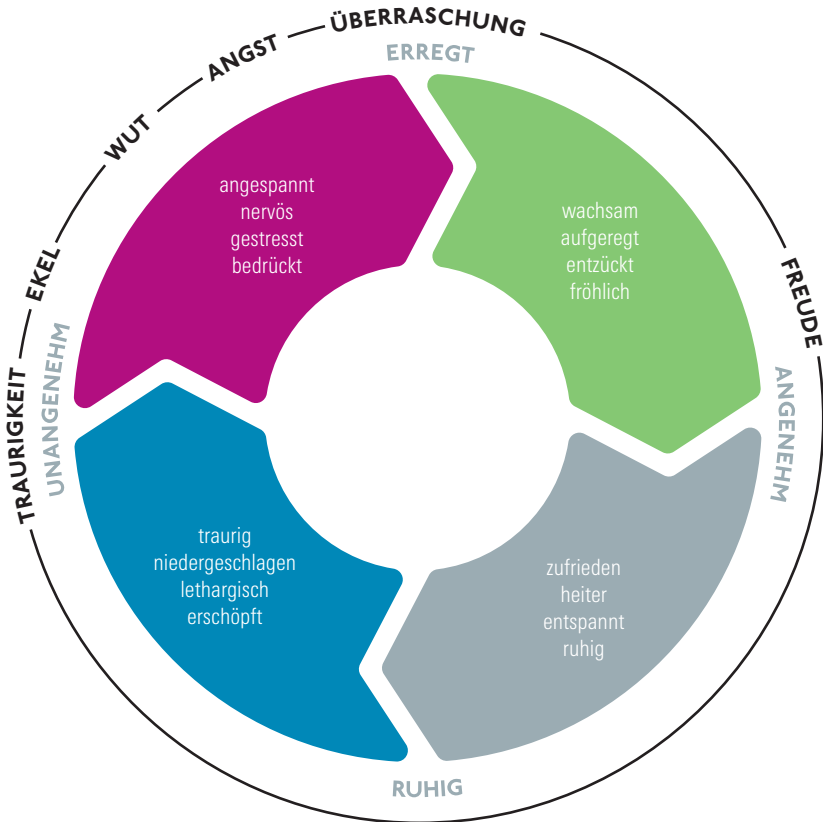 ÜBERRASCHUNG
ANGST
WUT
EKEL
TRAURIGKEIT
FREUDE
ERREGT
UNANGENEHM
ANGENEHM
RUHIG
angespannt
nervös
gestresst
bedrückt
wachsam
aufgeregt
entzückt
fröhlich
traurig
niedergeschlagen
lethargisch
erschöpft
zufrieden
heiter
entspannt
ruhig